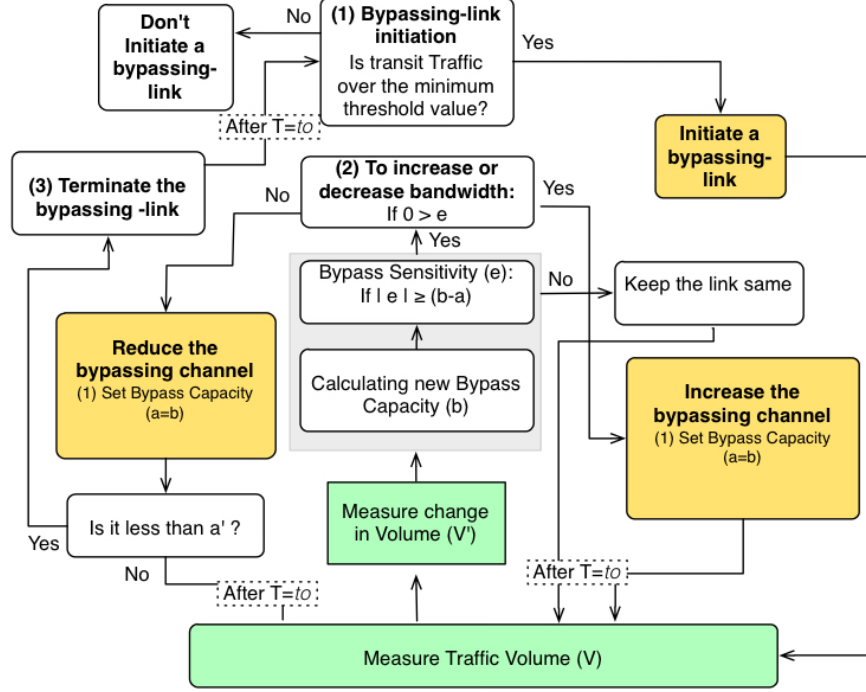 Don't
Initiate a
bypassing-
link
No
(1) Bypassing-link
initiation
Is transit Traffic
over the minimum
threshold value?
Yes
After T=to
Initiate a
bypassing-
link
(3) Terminate the
bypassing -link
No
(2) To increase or
decrease bandwidth:
If 0 > e
Yes
Yes
Bypass Sensitivity (e):
If | e | ≥ (b-a)
No
Keep the link same
Calculating new Bypass
Capacity (b)
Reduce the
bypassing channel
(1) Set Bypass Capacity
(a=b)
Increase the
bypassing channel
(1) Set Bypass Capacity
(a=b)
Is it less than a' ?
Yes
No
Measure change
in Volume (V')
After T=to
After T=to
Measure Traffic Volume (V)